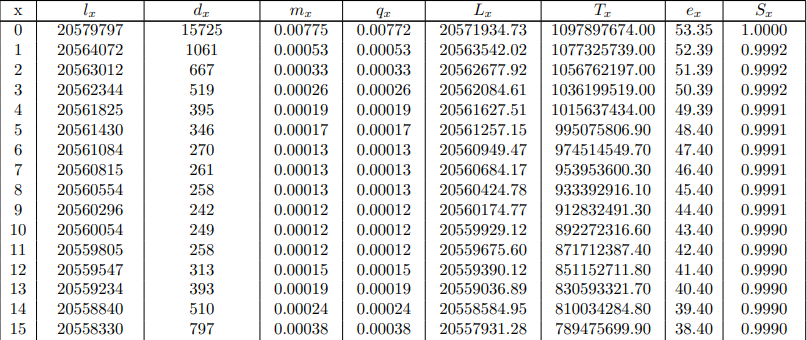 x l_x d_x m_x q_x L_x T_x e_x S_x
0 20579797 15725 0.00775 0.00772 20571934.73 1097897674.00 53.35 1.0000
1 20564072 1061 0.00053 0.00053 20563542.02 1077325739.00 52.39 0.9992
2 20563012 667 0.00033 0.00033 20562677.92 1056762197.00 51.39 0.9992
3 20562344 519 0.00026 0.00026 20562084.61 1036199519.00 50.39 0.9992
4 20561825 395 0.00019 0.00019 20561627.51 1015637434.00 49.39 0.9991
5 20561430 346 0.00017 0.00017 20561257.15 995075806.90 48.40 0.9991
6 20561084 270 0.00013 0.00013 20560949.47 974514549.70 47.40 0.9991
7 20560815 261 0.00013 0.00013 20560684.17 953953600.30 46.40 0.9991
8 20560554 258 0.00013 0.00013 20560424.78 933392916.10 45.40 0.9991
9 20560296 242 0.00012 0.00012 20560174.77 912832491.30 44.40 0.9991
10 20560054 249 0.00012 0.00012 20559929.12 892272316.60 43.40 0.9990
11 20559805 258 0.00012 0.00012 20559675.60 871712387.40 42.40 0.9990
12 20559547 313 0.00015 0.00015 20559390.12 851152711.80 41.40 0.9990
13 20559234 393 0.00019 0.00019 20559036.89 830593321.70 40.40 0.9990
14 20558840 510 0.00024 0.00024 20558584.95 810034284.80 39.40 0.9990
15 20558330 797 0.00038 0.00038 20557931.28 789475699.90 38.40 0.9990